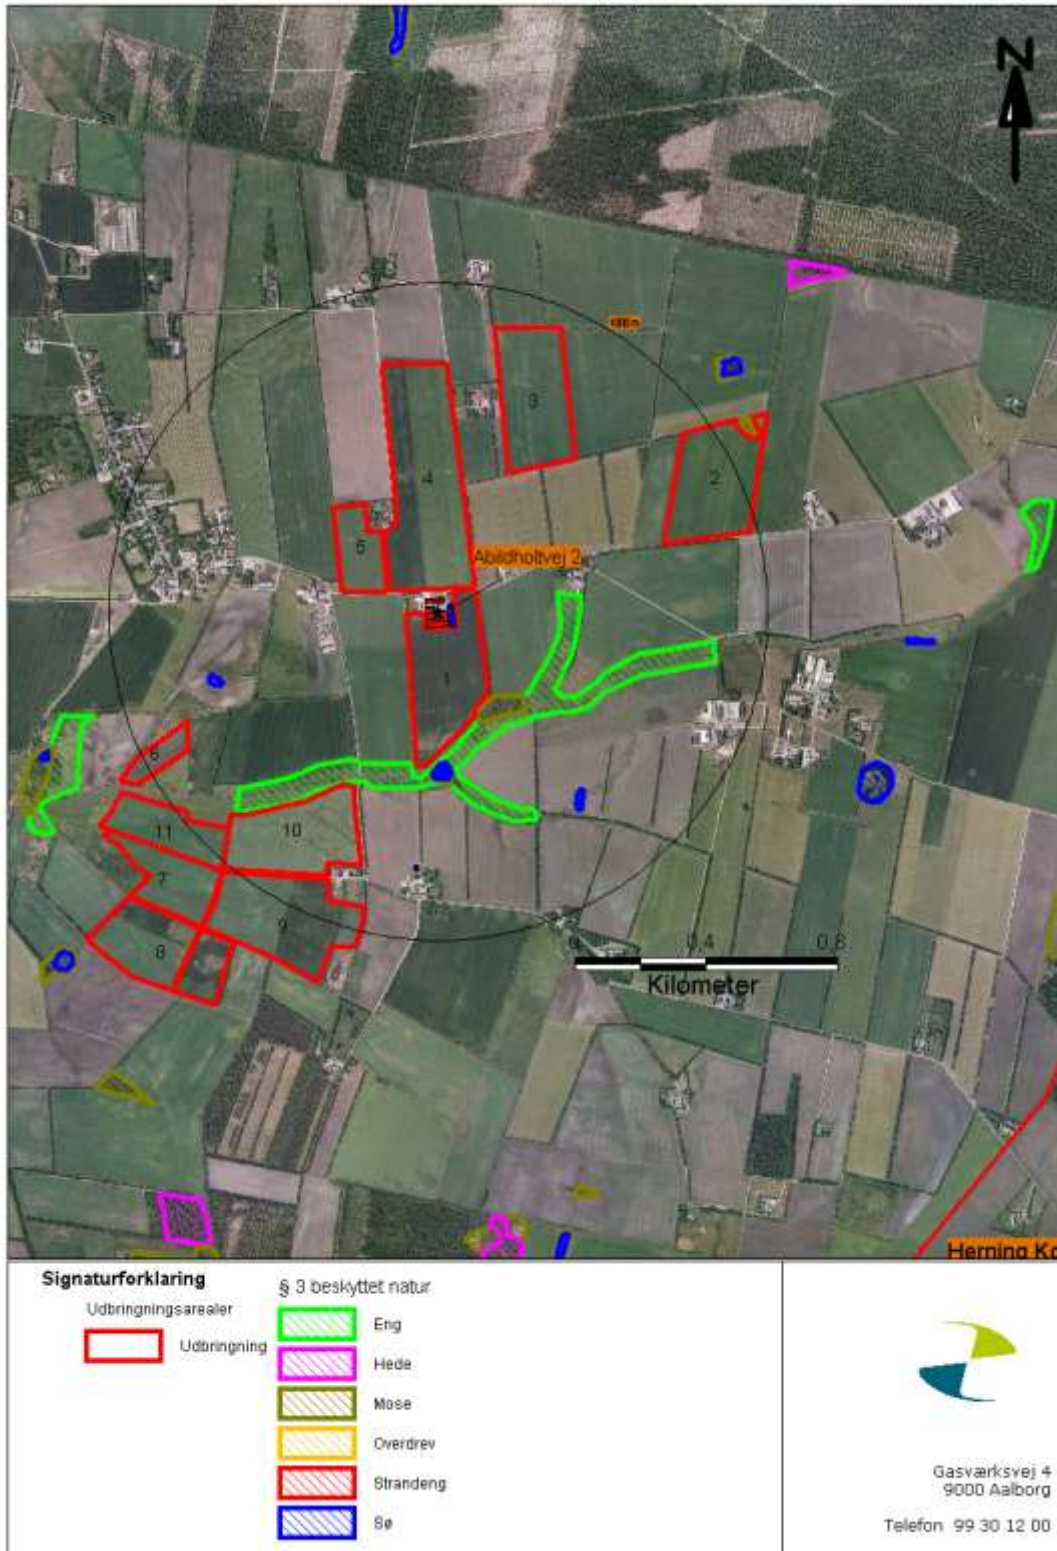 N
3
4
2
5
Abildholtvej 2
1
6
11
10
7
9
8
0
0,4
0,8
Kilometer
Herning Ko
Signaturforklaring
Udbringningsarealer
Udbringning
§ 3 beskyttet natur
Eng
Hede
Mose
Overdrev
Strandeng
Sø
Gasværksvej 4
9000 Aalborg
Telefon 99 30 12 00